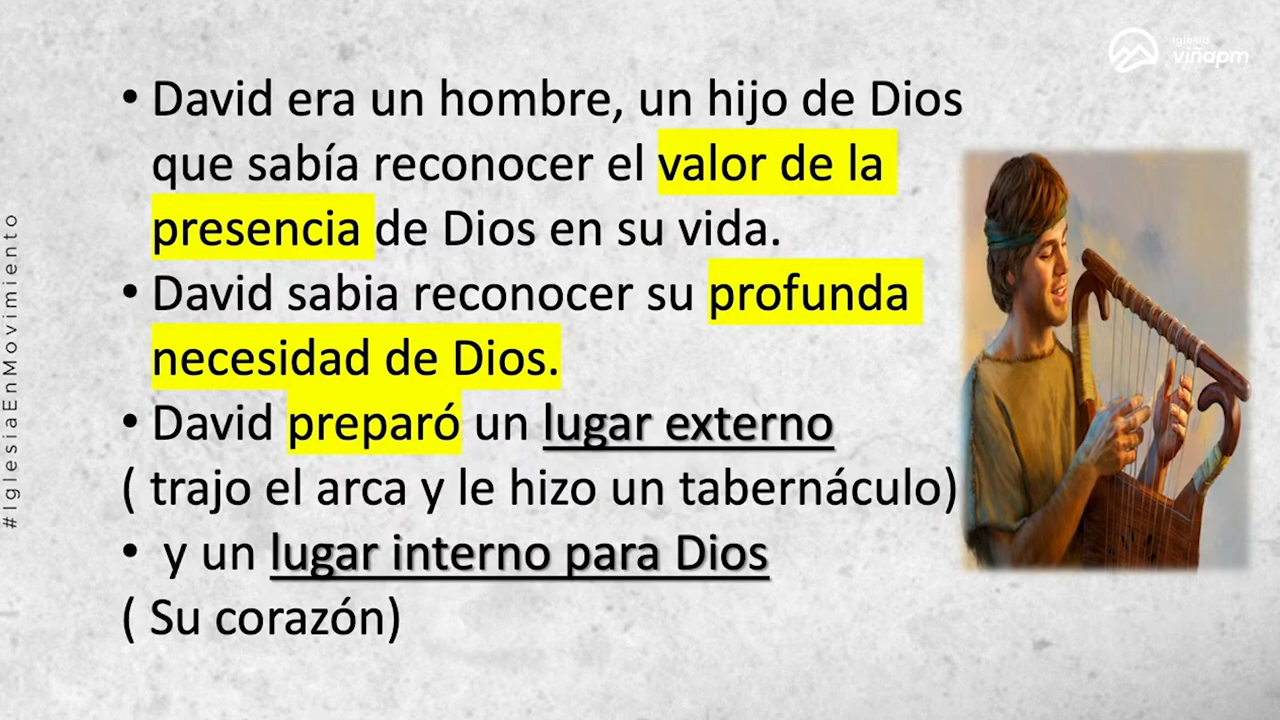 iglesia
viñapm
• David era un hombre, un hijo de Dios
que sabía reconocer el valor de la
presencia de Dios en su vida.
• David sabia reconocer su profunda
necesidad de Dios.
• David preparó un lugar externo
( trajo el arca y le hizo un tabernáculo)
• y un lugar interno para Dios
( Su corazón)
#IglesiaEnMovimiento